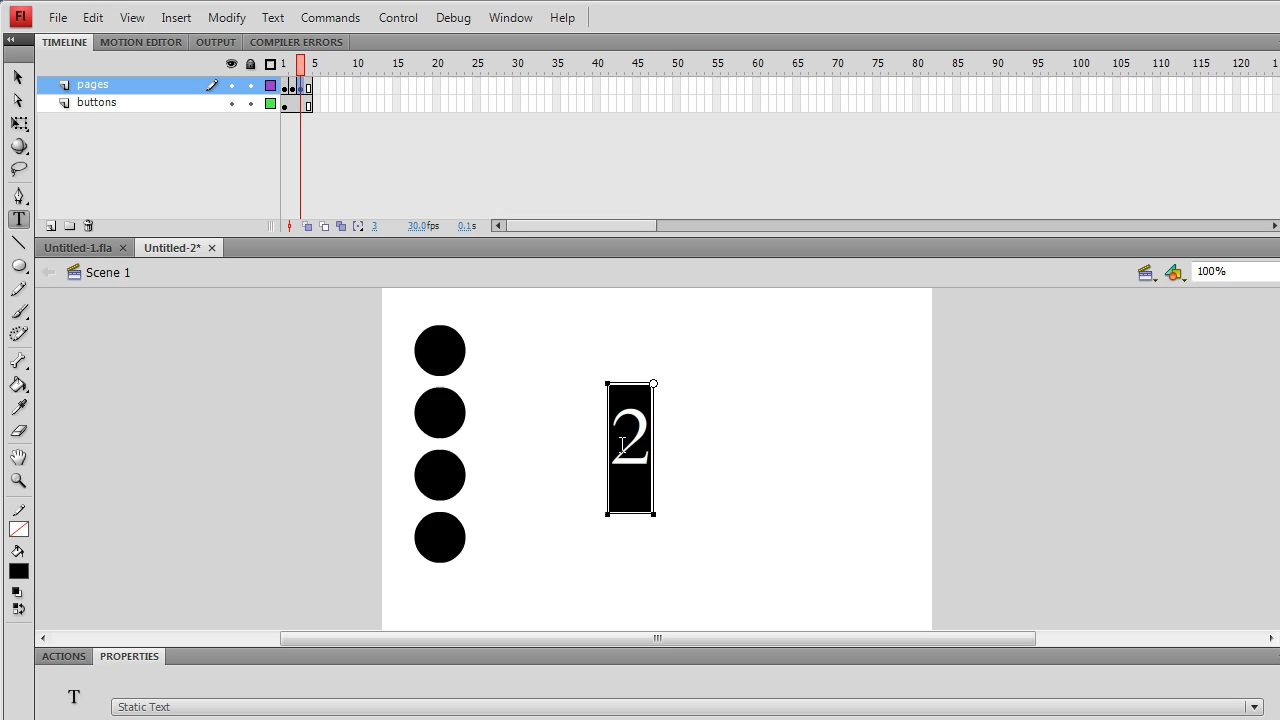 Fl File Edit View Insert Modify Text Commands Control Debug Window Help
TIMELINE MOTION EDITOR OUTPUT COMPILER ERRORS
1 5 10 15 20 25 30 35 40 45 50 55 60 65 70 75 80 85 90 95 100 105 110 115 120 125 1
pages
buttons
3 30.0fps 0.1s
Untitled-1.fla Untitled-2*
Scene 1 100%
2
ACTIONS PROPERTIES
T Static Text